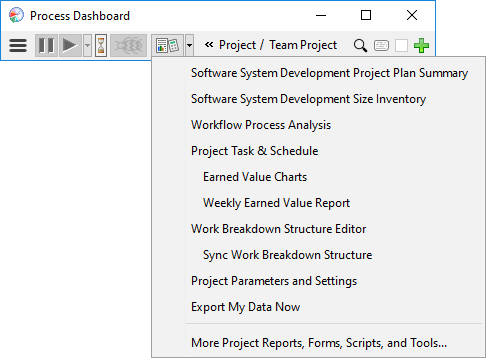 Process Dashboard
« Project / Team Project
Software System Development Project Plan Summary
Software System Development Size Inventory
Workflow Process Analysis
Project Task & Schedule
Earned Value Charts
Weekly Earned Value Report
Work Breakdown Structure Editor
Sync Work Breakdown Structure
Project Parameters and Settings
Export My Data Now
More Project Reports, Forms, Scripts, and Tools...